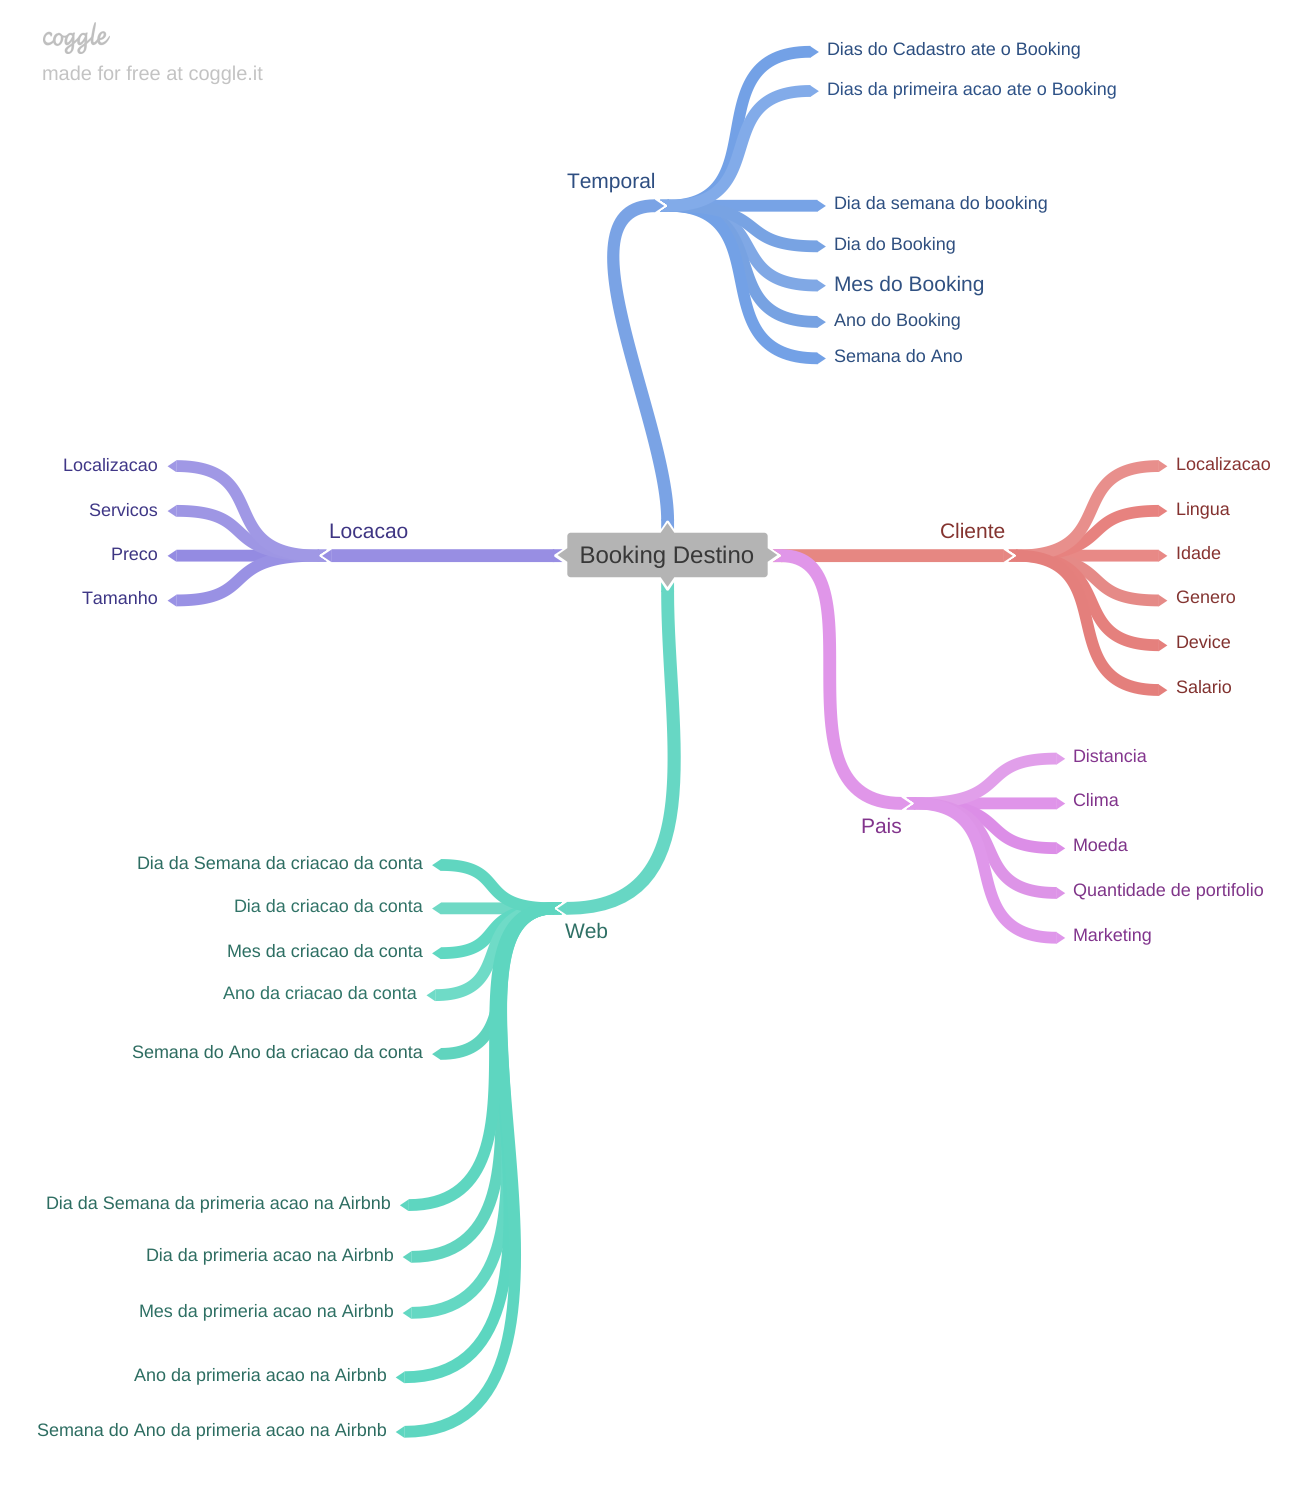 coggle
made for free at coggle.it
Dias do Cadastro ate o Booking
Dias da primeira acao ate o Booking
Temporal
Dia da semana do booking
Dia do Booking
Mes do Booking
Ano do Booking
Semana do Ano
Localizacao
Servicos
Preco
Tamanho
Locacao
Booking Destino
Cliente
Localizacao
Lingua
Idade
Genero
Device
Salario
Pais
Distancia
Clima
Moeda
Quantidade de portifolio
Marketing
Web
Dia da Semana da criacao da conta
Dia da criacao da conta
Mes da criacao da conta
Ano da criacao da conta
Semana do Ano da criacao da conta
Dia da Semana da primeria acao na Airbnb
Dia da primeria acao na Airbnb
Mes da primeria acao na Airbnb
Ano da primeria acao na Airbnb
Semana do Ano da primeria acao na Airbnb